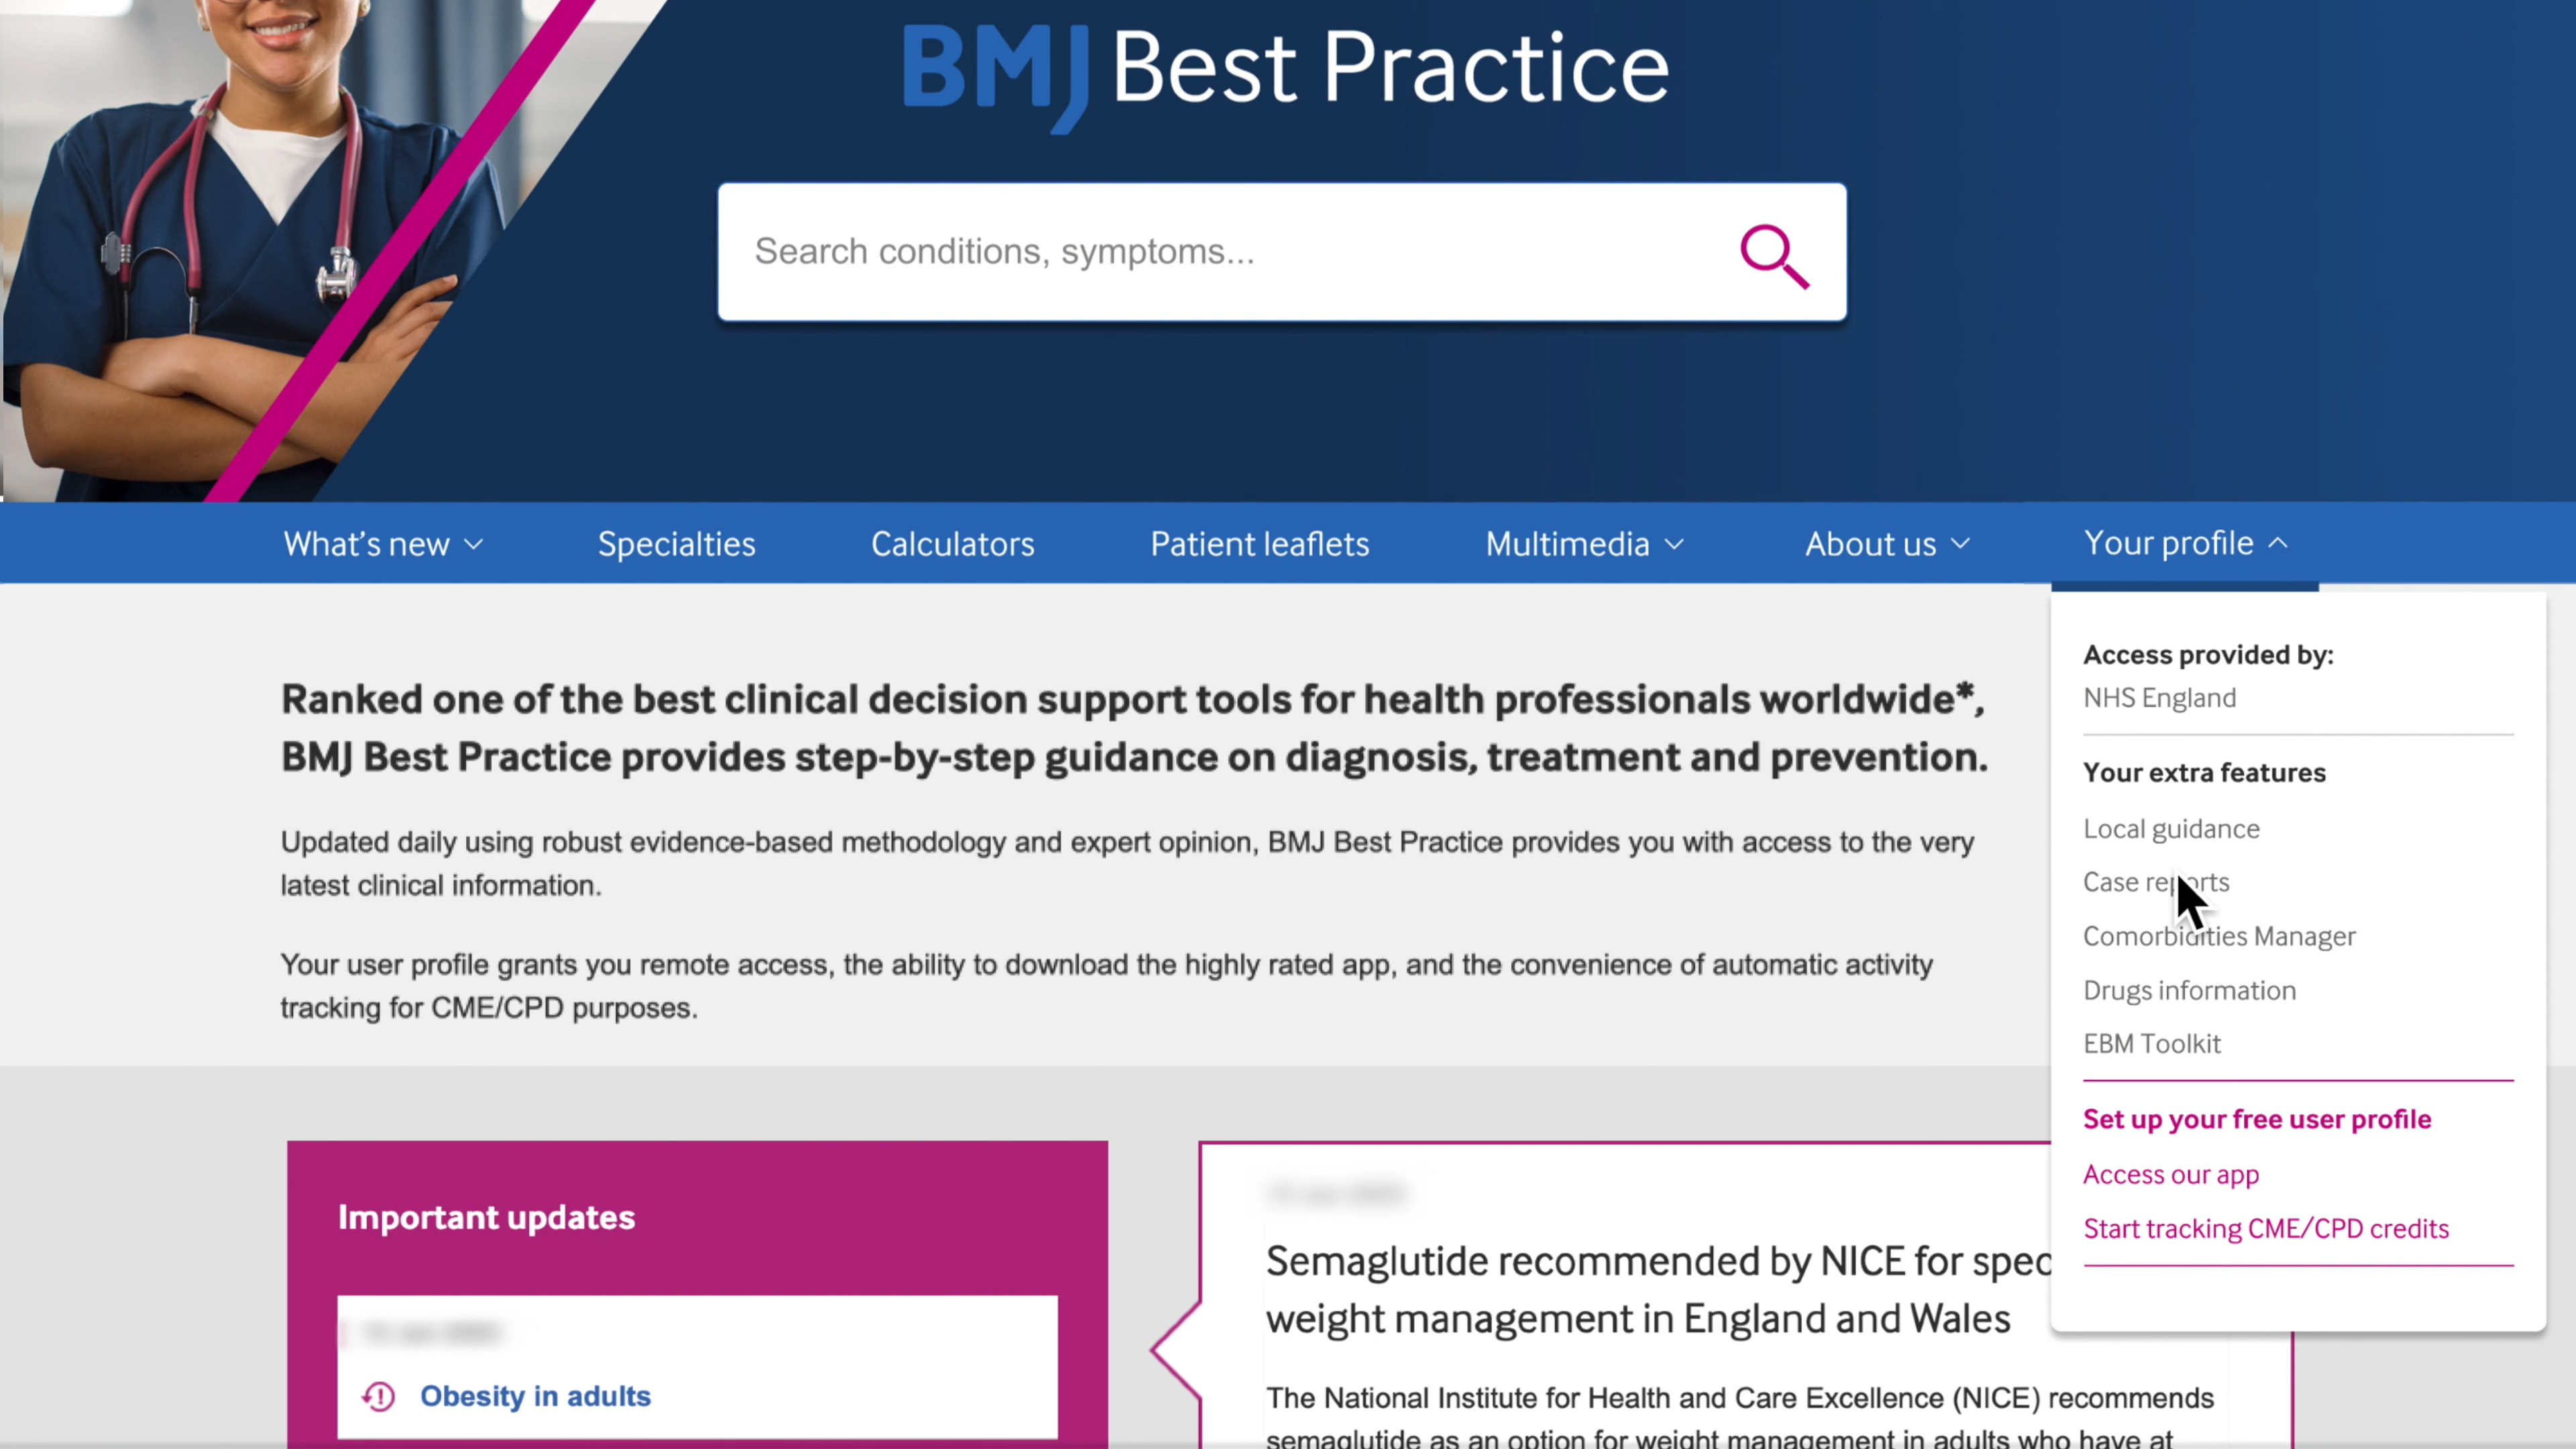 BMJ Best Practice
Search conditions, symptoms...
What's new
Specialties
Calculators
Patient leaflets
Multimedia
About us
Your profile
Ranked one of the best clinical decision support tools for health professionals worldwide*,
BMJ Best Practice provides step-by-step guidance on diagnosis, treatment and prevention.
Updated daily using robust evidence-based methodology and expert opinion, BMJ Best Practice provides you with access to the very
latest clinical information.
Your user profile grants you remote access, the ability to download the highly rated app, and the convenience of automatic activity
tracking for CME/CPD purposes.
Access provided by:
NHS England
Your extra features
Local guidance
Case reports
Comorbidities Manager
Drugs information
EBM Toolkit
Set up your free user profile
Access our app
Start tracking CME/CPD credits
Important updates
Obesity in adults
Semaglutide recommended by NICE for
weight management in England and Wales
The National Institute for Health and Care Excellence (NICE) recommends
semaglutide as an option for weight management in adults who have at